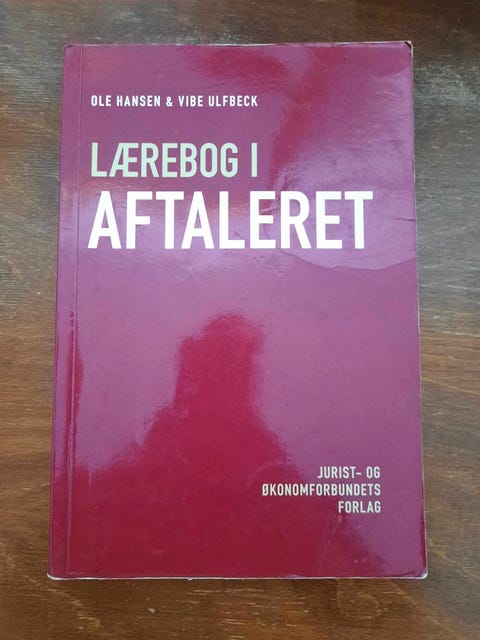 OLE HANSEN & VIBE ULFBECK
LÆREBOG I
AFTALERET
JURIST- OG
ØKONOMFORBUNDETS
FORLAG